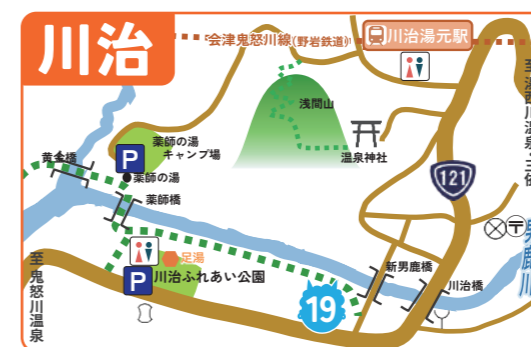 川治
会津鬼怒川線(野岩鉄道)
川治湯元駅
浅間山
温泉神社
薬師の湯
キャンプ場
P
薬師の湯
黄金橋
薬師橋
121
足湯
P
川治ふれあい公園
19
新男鹿橋
川治橋
男鹿川
至 鬼怒川温泉